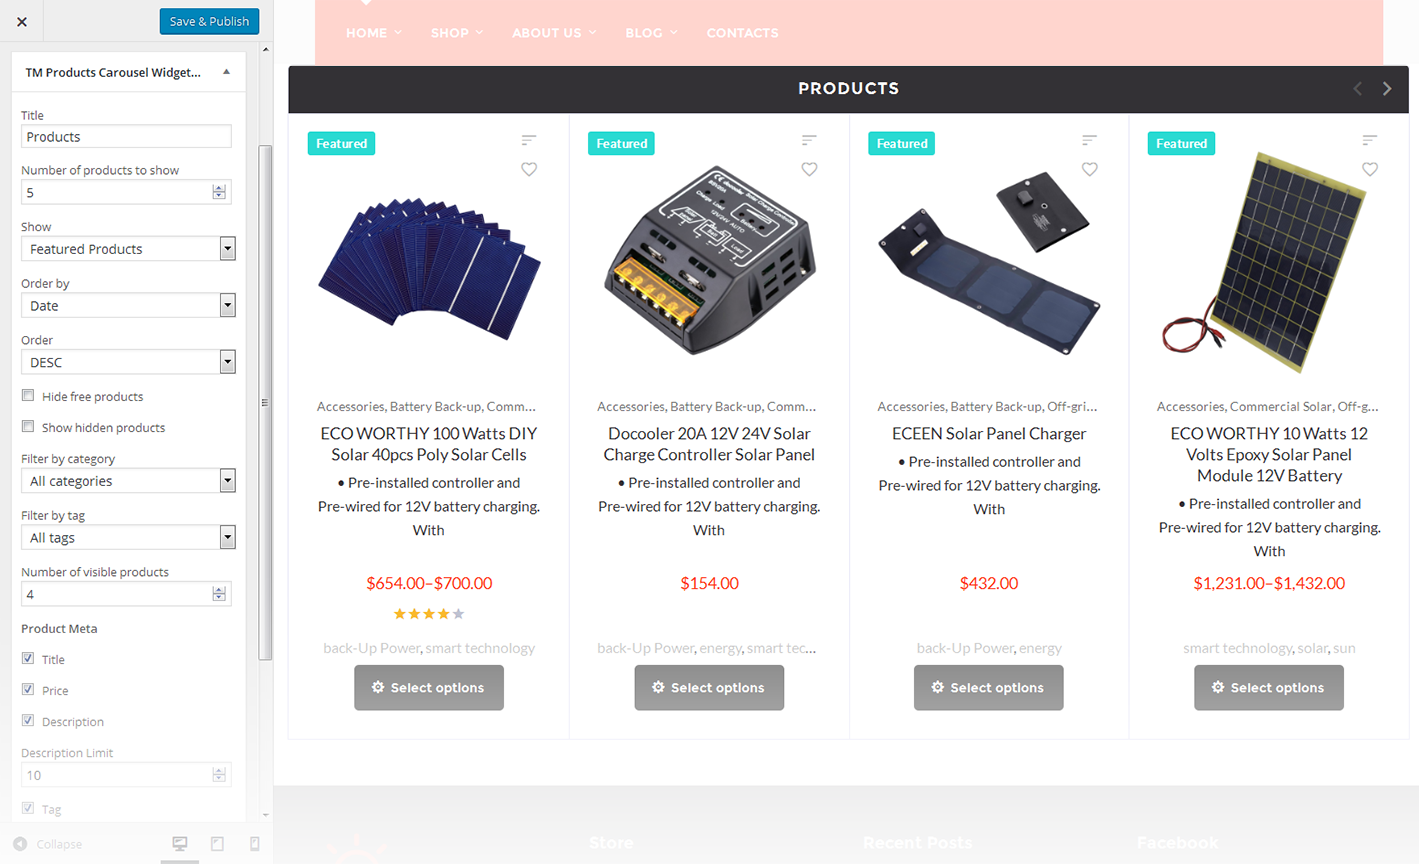 Save & Publish
TM Products Carousel Widget...
Title
Products
Number of products to show
5
Show
Featured Products
Order by
Date
Order
DESC
Hide free products
Show hidden products
Filter by category
All categories
Filter by tag
All tags
Number of visible products
4
Product Meta
Title
Price
Description
Description Limit
10
Tag
Collapse
HOME SHOP ABOUT US BLOG CONTACTS
PRODUCTS
Featured
Accessories, Battery Back-up, Comm...
ECO WORTHY 100 Watts DIY
Solar 40pcs Poly Solar Cells
• Pre-installed controller and
Pre-wired for 12V battery charging.
With
$654.00–$700.00
back-Up Power, smart technology
Select options
Featured
Accessories, Battery Back-up, Comm...
Docooler 20A 12V 24V Solar
Charge Controller Solar Panel
• Pre-installed controller and
Pre-wired for 12V battery charging.
With
$154.00
back-Up Power, energy, smart tec...
Select options
Featured
Accessories, Battery Back-up, Off-gri...
ECEEN Solar Panel Charger
• Pre-installed controller and
Pre-wired for 12V battery charging.
With
$432.00
back-Up Power, energy
Select options
Featured
Accessories, Commercial Solar, Off-g...
ECO WORTHY 10 Watts 12
Volts Epoxy Solar Panel
Module 12V Battery
• Pre-installed controller and
Pre-wired for 12V battery charging.
With
$1,231.00–$1,432.00
smart technology, solar, sun
Select options
Store Recent Posts Facebook